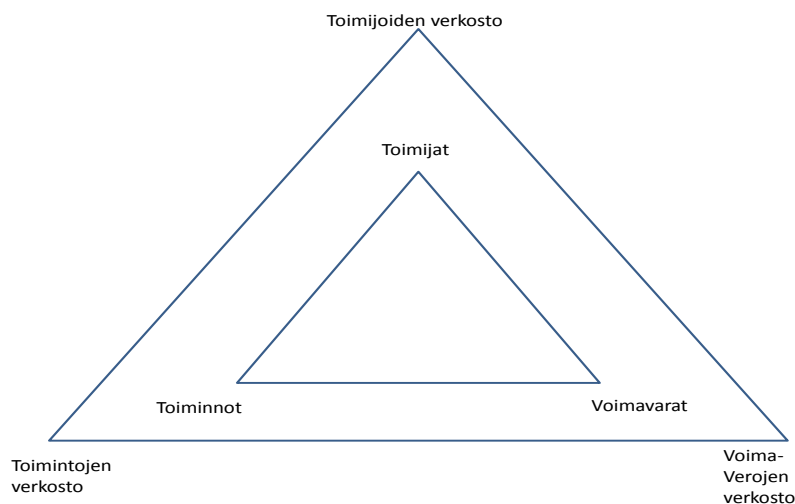 Toimijoiden verkosto
Toimijat
Toiminnot
Voimavarat
Toimintojen
verkosto
Voima-
Verojen
verkosto